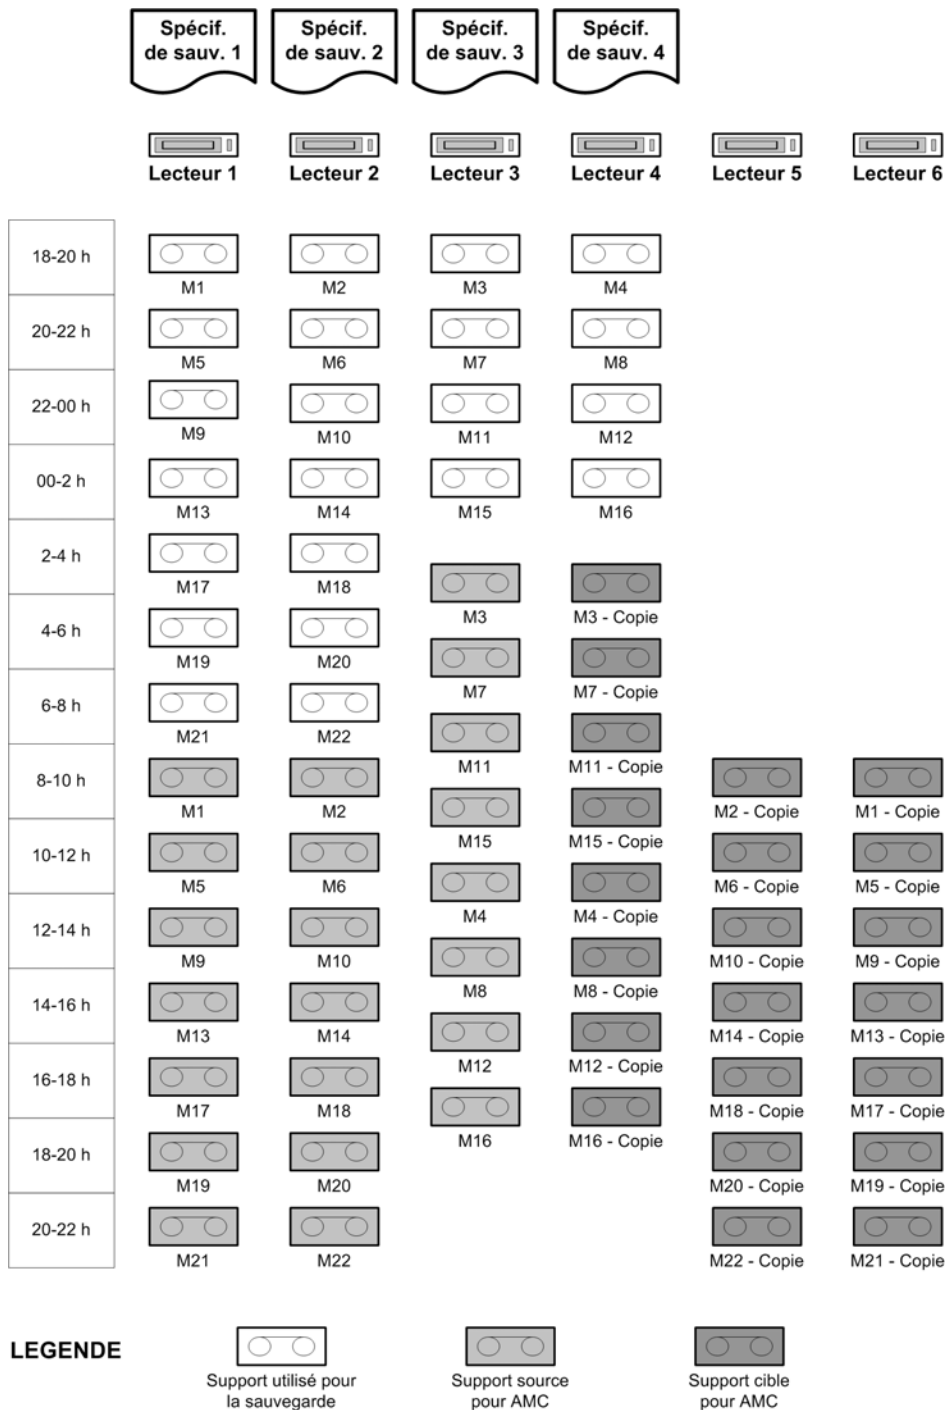 Spécif.
de sauv. 1
Spécif.
de sauv. 2
Spécif.
de sauv. 3
Spécif.
de sauv. 4
Lecteur 1 Lecteur 2 Lecteur 3 Lecteur 4 Lecteur 5 Lecteur 6
18-20 h
M1 M2 M3 M4
20-22 h
M5 M6 M7 M8
22-00 h
M9 M10 M11 M12
00-2 h
M13 M14 M15 M16
2-4 h
M17 M18
M3 M3 - Copie
4-6 h
M19 M20
M7 M7 - Copie
6-8 h
M21 M22
M11 M11 - Copie
8-10 h
M1 M2 M2 - Copie M1 - Copie
M15 M15 - Copie
10-12 h
M5 M6 M6 - Copie M5 - Copie
M4 M4 - Copie
12-14 h
M9 M10 M10 - Copie M9 - Copie
M8 M8 - Copie
14-16 h
M13 M14 M14 - Copie M13 - Copie
M12 M12 - Copie
16-18 h
M17 M18 M18 - Copie M17 - Copie
M16 M16 - Copie
18-20 h
M19 M20 M20 - Copie M19 - Copie
20-22 h
M21 M22 M22 - Copie M21 - Copie
LEGENDE
Support utilisé pour
la sauvegarde
Support source
pour AMC
Support cible
pour AMC